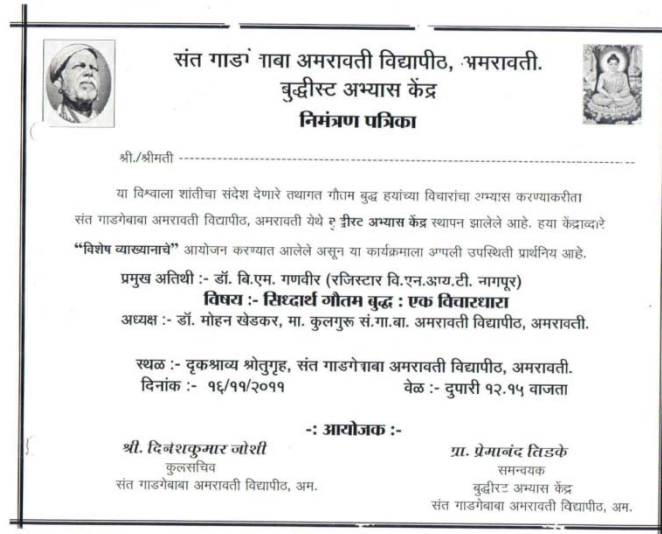 संत गाडगेबाबा अमरावती विद्यापीठ, अमरावती.
बुद्धीस्ट अभ्यास केंद्र
निमंत्रण पत्रिका
श्री./श्रीमती ----------------------------------------
या विश्वाला शांतीचा संदेश देणारे तथागत गौतम बुद्ध हयांच्या विचारांचा अभ्यास करण्याकरीता
संत गाडगेबाबा अमरावती विद्यापीठ, अमरावती येथे बुद्धीस्ट अभ्यास केंद्र स्थापन झालेले आहे. हया केंद्राव्दारे
“विशेष व्याख्यानाचे” आयोजन करण्यात आलेले असून या कार्यक्रमाला आपली उपस्थिती प्रार्थनिय आहे.
प्रमुख अतिथी :- डॉ. बि.एम. गणवीर (रजिस्टार वि.एन.आय.टी. नागपूर)
विषय :- सिध्दार्थ गौतम बुद्ध : एक विचारधारा
अध्यक्ष :- डॉ. मोहन खेडकर, मा. कुलगुरू सं.गा.बा. अमरावती विद्यापीठ, अमरावती.
स्थळ :- दृकश्राव्य श्रोतुगृह, संत गाडगेबाबा अमरावती विद्यापीठ, अमरावती.
दिनांक :- १६/११/२०११ वेळ :- दुपारी १२.१५ वाजता
-: आयोजक :-
श्री. दिनेशकुमार जोशी
कुलसचिव
संत गाडगेबाबा अमरावती विद्यापीठ, अम.
प्रा. प्रेमानंद तिडके
समन्वयक
बुद्धीस्ट अभ्यास केंद्र
संत गाडगेबाबा अमरावती विद्यापीठ, अम.